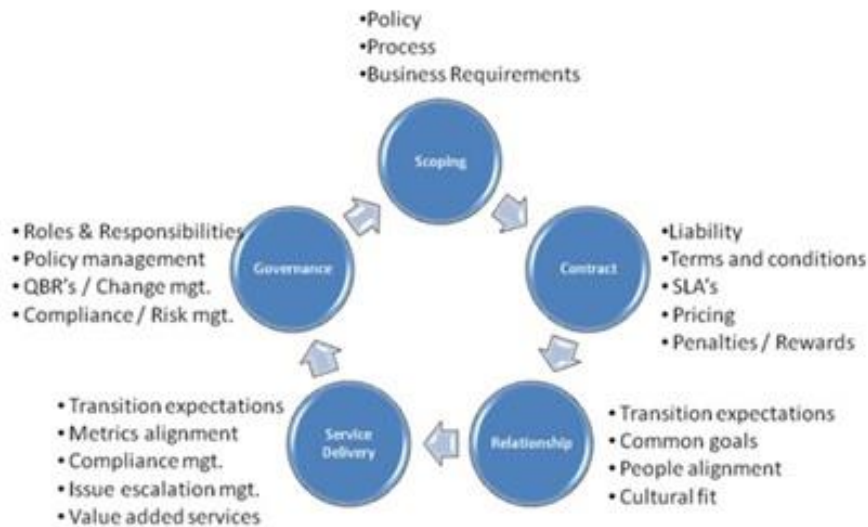 •Policy
•Process
•Business Requirements
Scoping
•Liability
•Terms and conditions
•SLA's
•Pricing
•Penalties / Rewards
Contract
• Transition expectations
• Common goals
• People alignment
• Cultural fit
Relationship
• Transition expectations
• Metrics alignment
• Compliance mgt.
• Issue escalation mgt.
• Value added services
Service
Delivery
• Roles & Responsibilities
• Policy management
• QBR's / Change mgt.
• Compliance / Risk mgt.
Governance